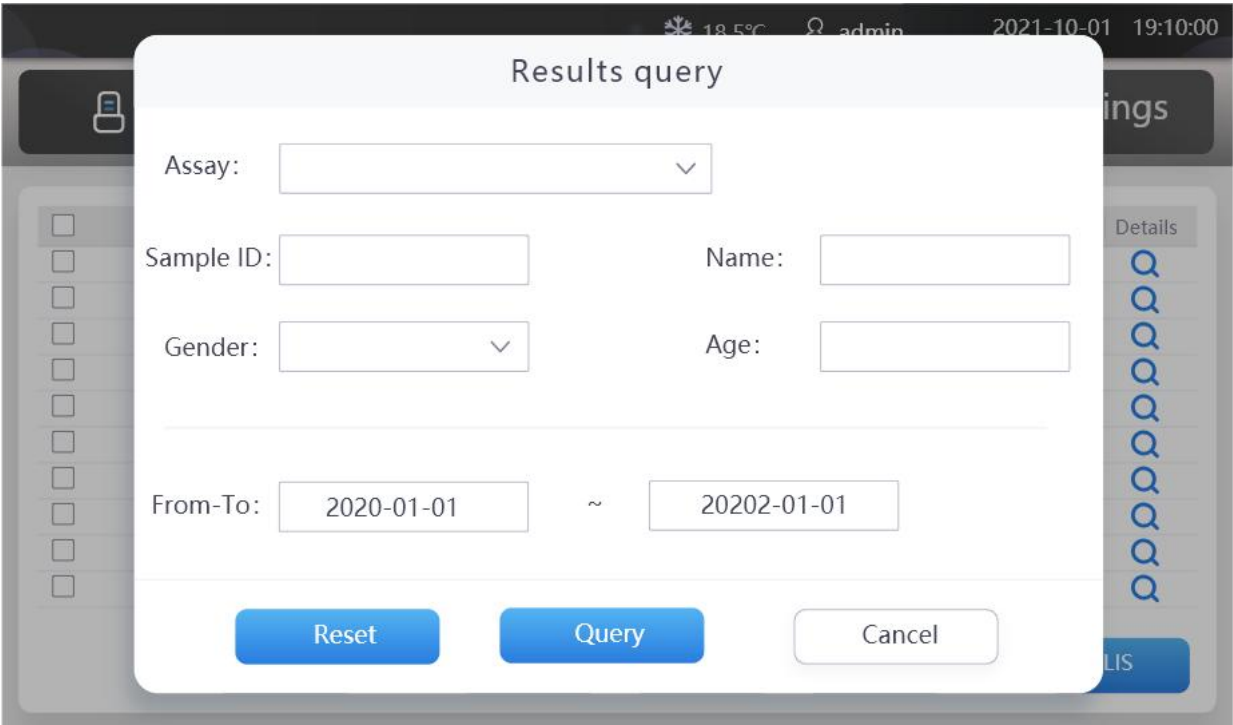 18.5℃ admin 2021-10-01 19:10:00
Results query
ings
Assay:
Details
Sample ID: Name:
Gender: Age:
From-To: 2020-01-01 ~ 20202-01-01
Reset Query Cancel
LIS